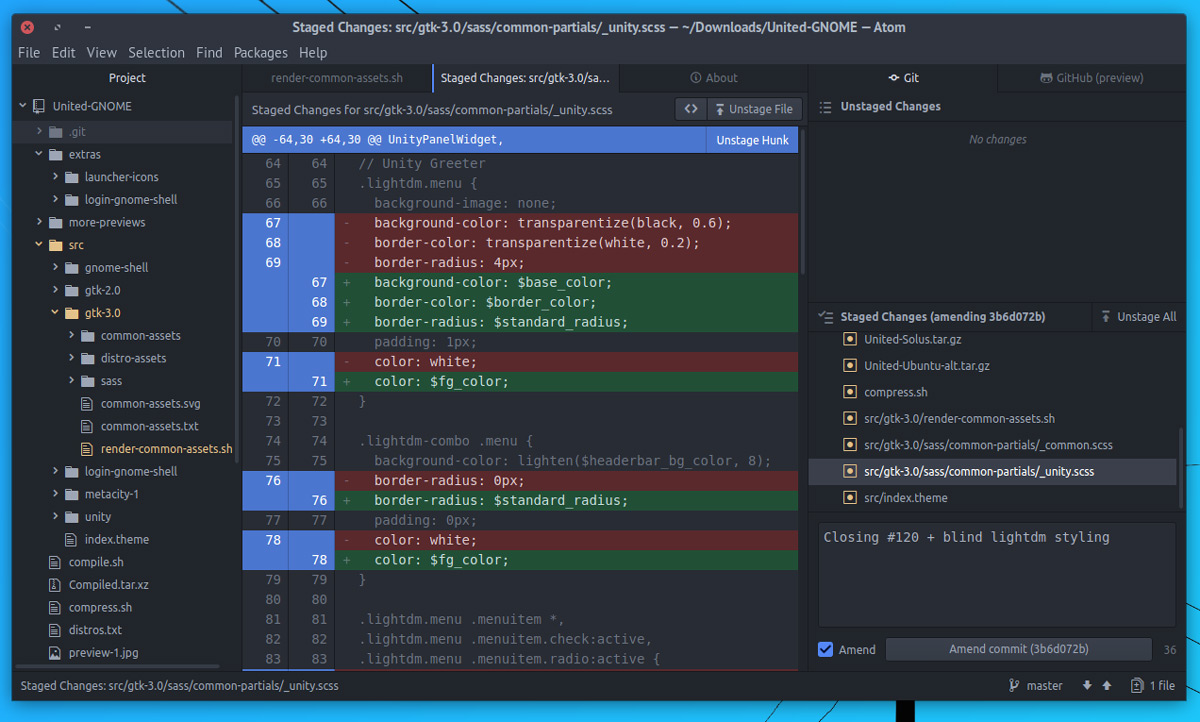 Staged Changes: src/gtk-3.0/sass/common-partials/_unity.scss — ~/Downloads/United-GNOME — Atom
File Edit View Selection Find Packages Help
Project
United-GNOME
.git
extras
launcher-icons
login-gnome-shell
more-previews
src
gnome-shell
gtk-2.0
gtk-3.0
common-assets
distro-assets
sass
common-assets.svg
common-assets.txt
render-common-assets.sh
login-gnome-shell
metacity-1
unity
index.theme
compile.sh
Compiled.tar.xz
compress.sh
distros.txt
preview-1.jpg
render-common-assets.sh
Staged Changes: src/gtk-3.0/sa...
About
Staged Changes for src/gtk-3.0/sass/common-partials/_unity.scss
<> Unstage File
@@ -64,30 +64,30 @@ UnityPanelWidget, Unstage Hunk
64 64 // Unity Greeter
65 65 .lightdm.menu {
66 66 background-image: none;
67 - background-color: transparentize(black, 0.6);
68 - border-color: transparentize(white, 0.2);
69 - border-radius: 4px;
67 + background-color: $base_color;
68 + border-color: $border_color;
69 + border-radius: $standard_radius;
70 70 padding: 1px;
71 - color: white;
71 + color: $fg_color;
72 72 }
73 73
74 74 .lightdm-combo .menu {
75 75 background-color: lighten($headerbar_bg_color, 8);
76 - border-radius: 0px;
76 + border-radius: $standard_radius;
77 77 padding: 0px;
78 - color: white;
78 + color: $fg_color;
79 79 }
80 80
81 81 .lightdm.menu .menuitem *,
82 82 .lightdm.menu .menuitem.check:active,
83 83 .lightdm.menu .menuitem.radio:active {
Git
GitHub (preview)
Unstaged Changes
No changes
Staged Changes (amending 3b6d072b) Unstage All
United-Solus.tar.gz
United-Ubuntu-alt.tar.gz
compress.sh
src/gtk-3.0/render-common-assets.sh
src/gtk-3.0/sass/common-partials/_common.scss
src/gtk-3.0/sass/common-partials/_unity.scss
src/index.theme
Closing #120 + blind lightdm styling
Amend Amend commit (3b6d072b) 36
Staged Changes: src/gtk-3.0/sass/common-partials/_unity.scss
master 1 file